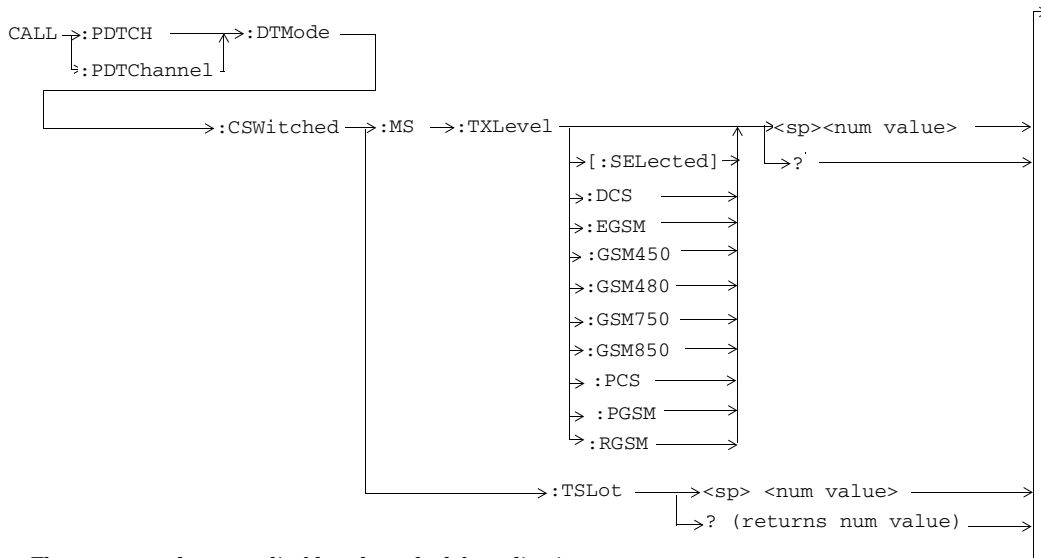 CALL :PDTCH :DTMode
:PDTChannel
:CSWitched :MS :TXLevel <sp><num value>
[:SELected] ?
:DCS
:EGSM
:GSM450
:GSM480
:GSM750
:GSM850
:PCS
:PGSM
:RGSM
:TSLot <sp> <num value>
? (returns num value)